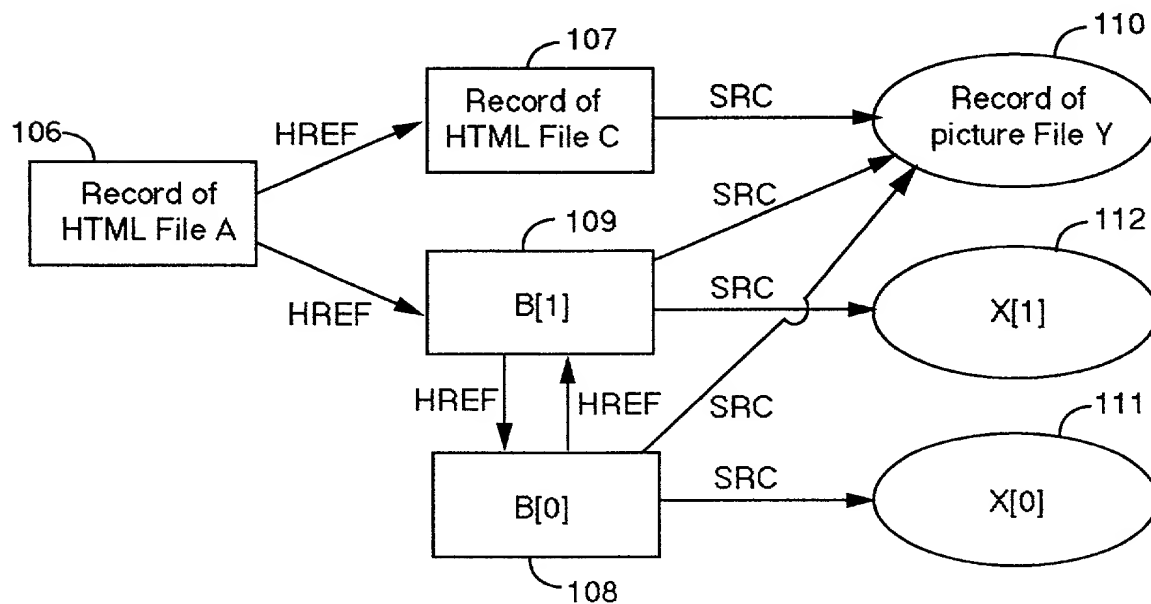 107
110
Record of
HTML File C
SRC
Record of
picture File Y
106
HREF
Record of
HTML File A
SRC
109
112
HREF
B[1]
SRC
X[1]
HREF
HREF
SRC
111
B[0]
SRC
X[0]
108